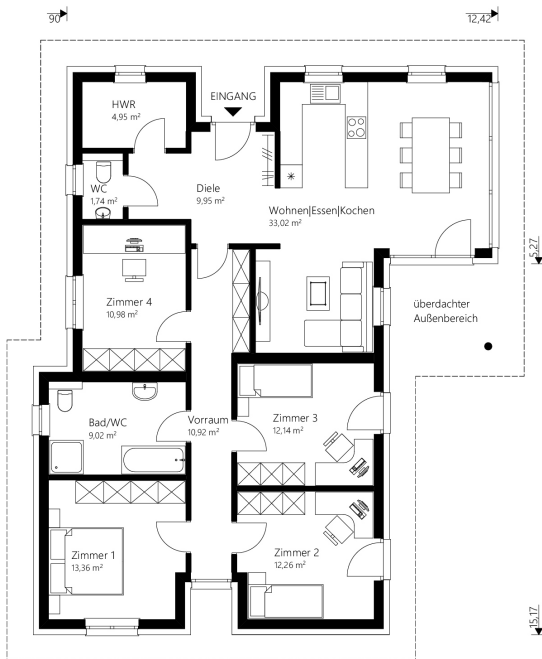 90
12,42
HWR
4,95 m²
EINGANG
WC
1,74 m²
Diele
9,95 m²
Wohnen|Essen|Kochen
33,02 m²
5,27
Zimmer 4
10,98 m²
überdachter
Außenbereich
Bad/WC
9,02 m²
Vorraum
10,92 m²
Zimmer 3
12,14 m²
Zimmer 1
13,36 m²
Zimmer 2
12,26 m²
15,17